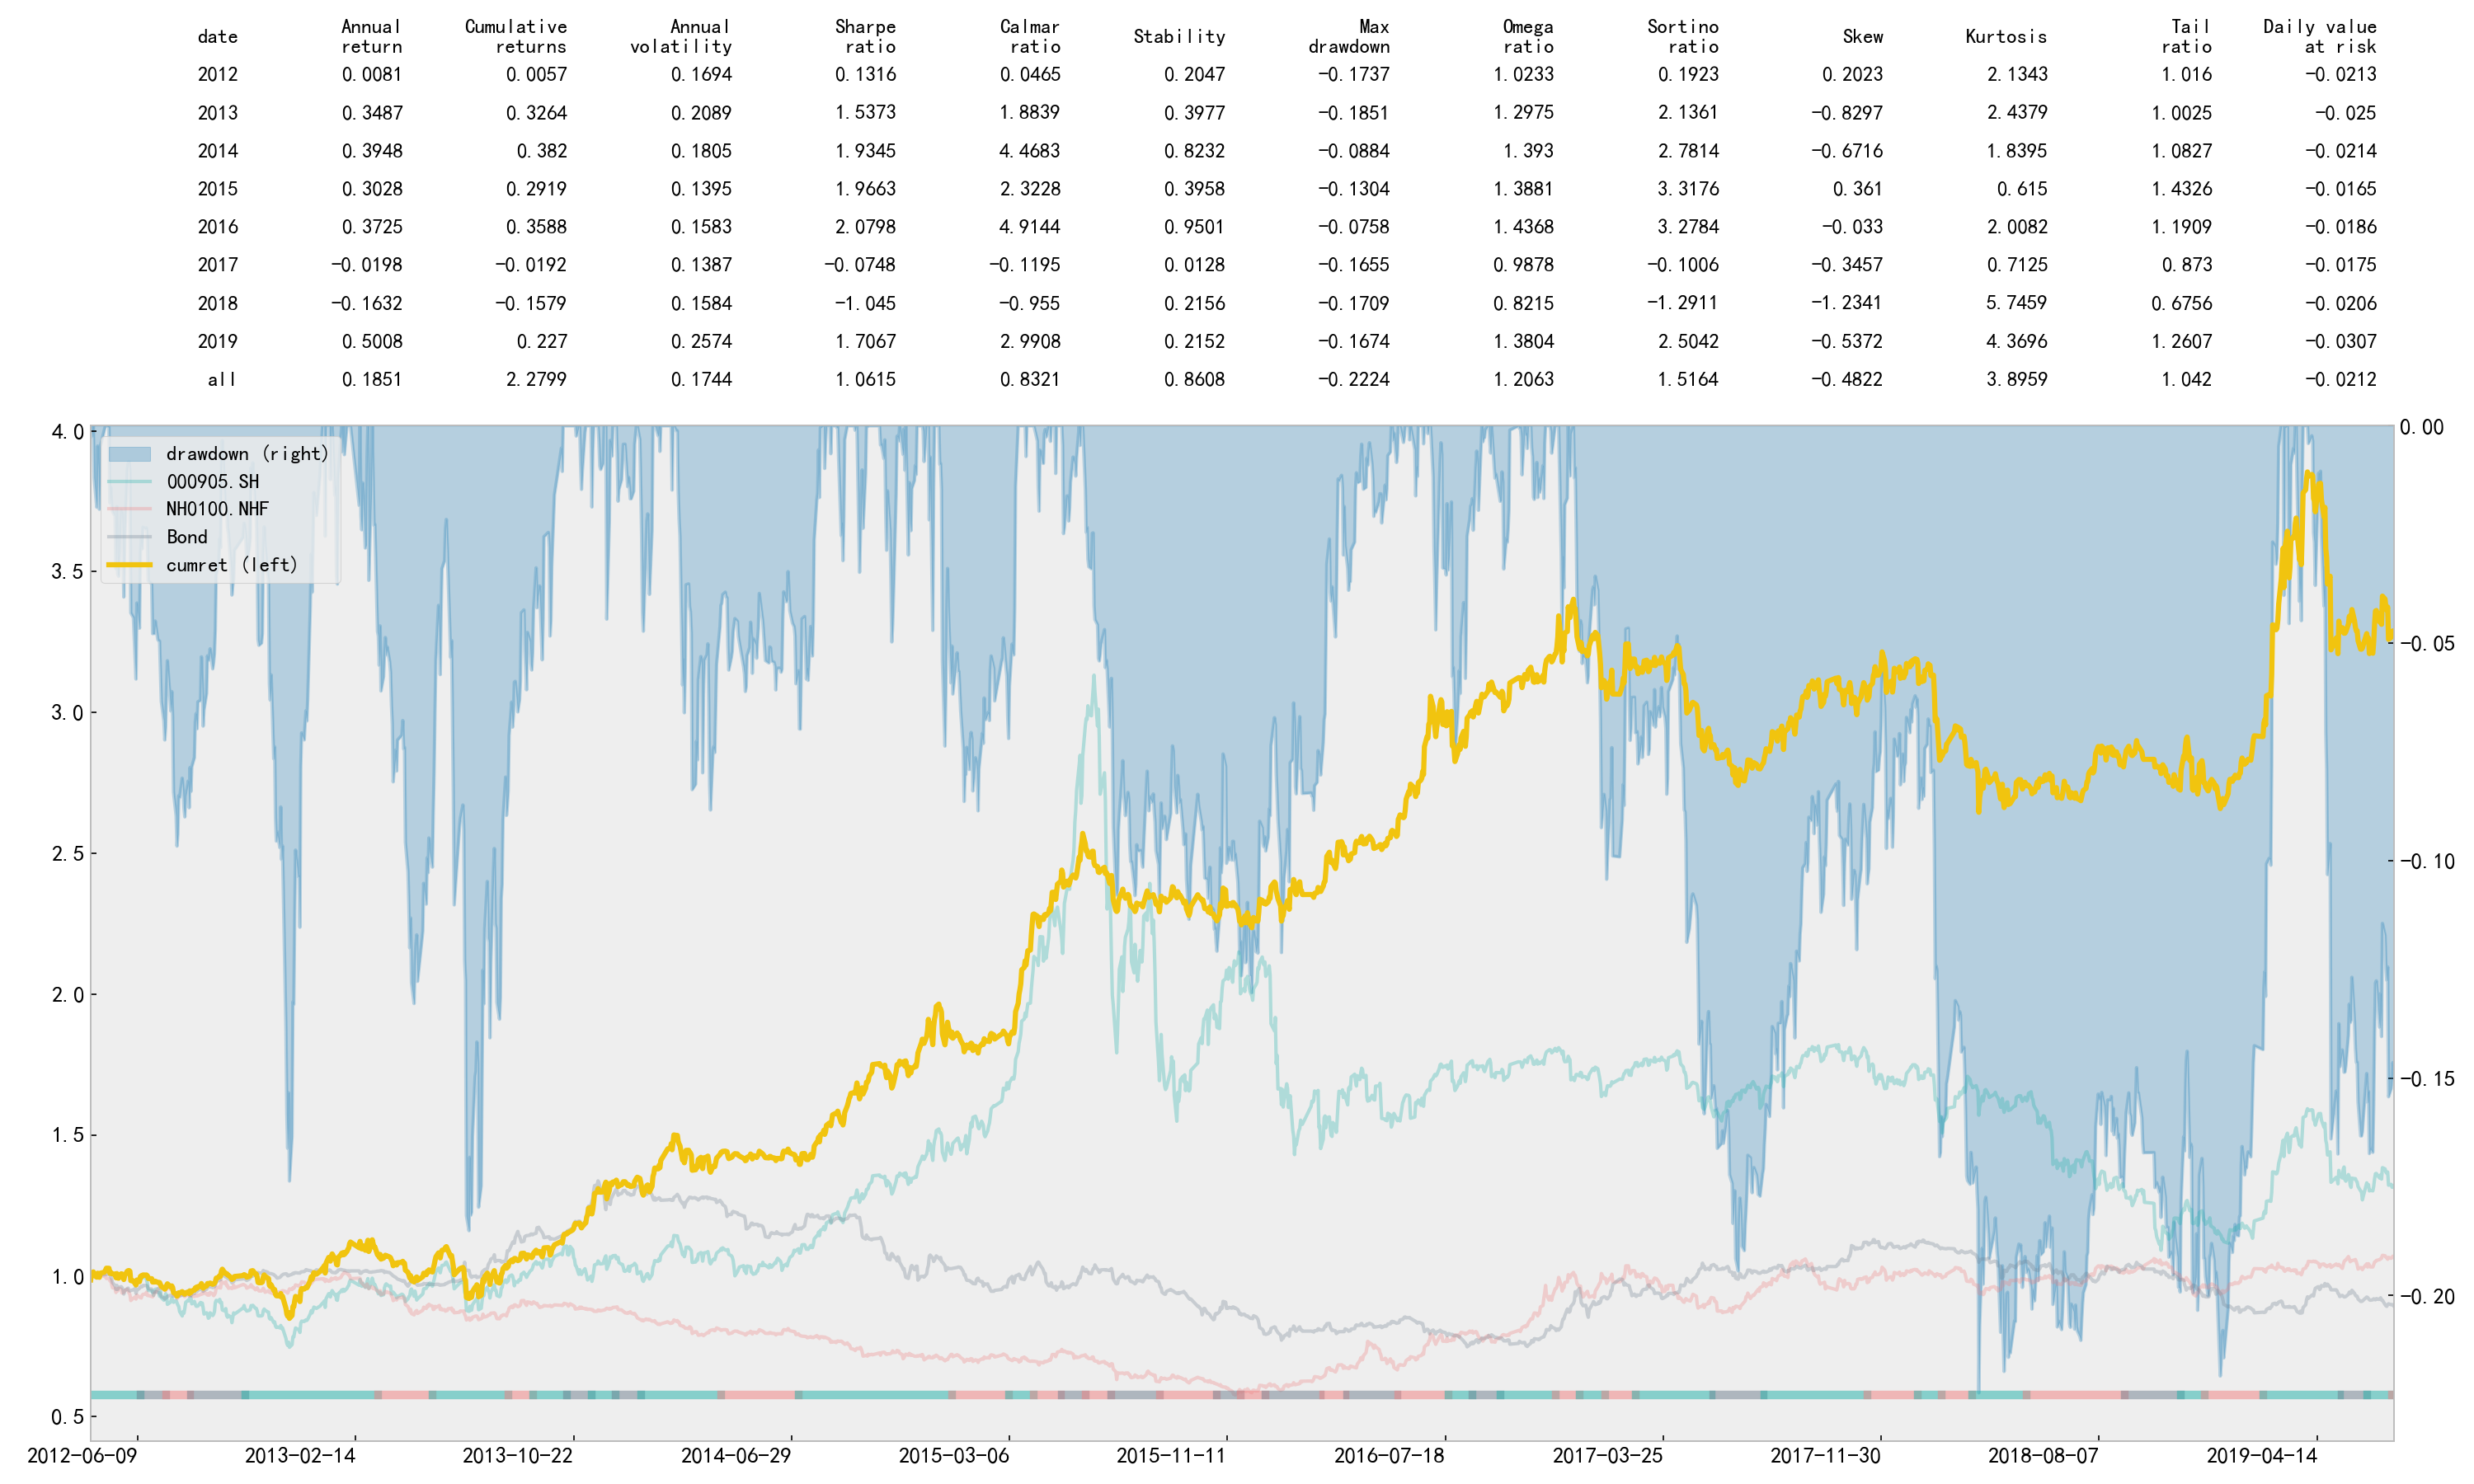 date Annual return Cumulative returns Annual volatility Sharpe ratio Calmar ratio Stability Max drawdown Omega ratio Sortino ratio Skew Kurtosis Tail ratio Daily value at risk
2012 0.0081 0.0057 0.1694 0.1316 0.0465 0.2047 -0.1737 1.0233 0.1923 0.2023 2.1343 1.016 -0.0213
2013 0.3487 0.3264 0.2089 1.5373 1.8839 0.3977 -0.1851 1.2975 2.1361 -0.8297 2.4379 1.0025 -0.025
2014 0.3948 0.382 0.1805 1.9345 4.4683 0.8232 -0.0884 1.393 2.7814 -0.6716 1.8395 1.0827 -0.0214
2015 0.3028 0.2919 0.1395 1.9663 2.3228 0.3958 -0.1304 1.3881 3.3176 0.361 0.615 1.4326 -0.0165
2016 0.3725 0.3588 0.1583 2.0798 4.9144 0.9501 -0.0758 1.4368 3.2784 -0.033 2.0082 1.1909 -0.0186
2017 -0.0198 -0.0192 0.1387 -0.0748 -0.1195 0.0128 -0.1655 0.9878 -0.1006 -0.3457 0.7125 0.873 -0.0175
2018 -0.1632 -0.1579 0.1584 -1.045 -0.955 0.2156 -0.1709 0.8215 -1.2911 -1.2341 5.7459 0.6756 -0.0206
2019 0.5008 0.227 0.2574 1.7067 2.9908 0.2152 -0.1674 1.3804 2.5042 -0.5372 4.3696 1.2607 -0.0307
all 0.1851 2.2799 0.1744 1.0615 0.8321 0.8608 -0.2224 1.2063 1.5164 -0.4822 3.8959 1.042 -0.0212
4.0
3.5
3.0
2.5
2.0
1.5
1.0
0.5
drawdown (right)
000905.SH
NH0100.NHF
Bond
cumret (left)
0.00
-0.05
-0.10
-0.15
-0.20
2012-06-09 2013-02-14 2013-10-22 2014-06-29 2015-03-06 2015-11-11 2016-07-18 2017-03-25 2017-11-30 2018-08-07 2019-04-14